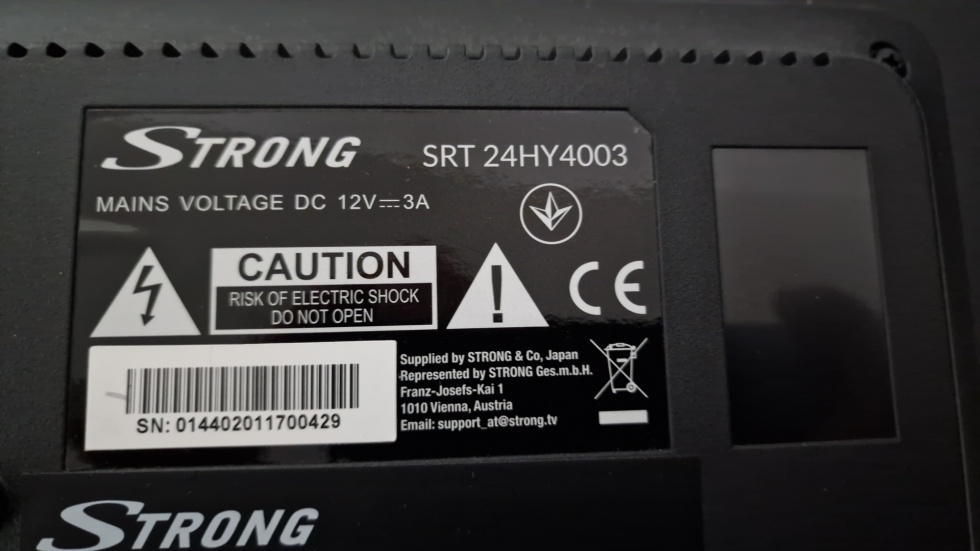 STRONG
SRT 24HY4003
MAINS VOLTAGE DC 12V⎓3A
CAUTION
RISK OF ELECTRIC SHOCK
DO NOT OPEN
CE
SN: 014402011700429
Supplied by STRONG & Co, Japan
Represented by STRONG Ges.m.b.H.
Franz-Josefs-Kai 1
1010 Vienna, Austria
Email: support_at@strong.tv
STRONG